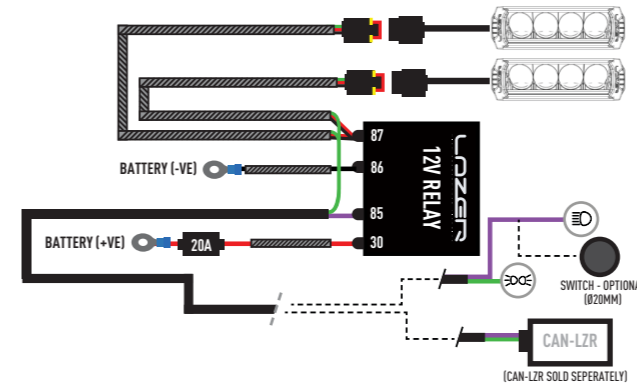 87
BATTERY (-VE)
86
LAZER
12V RELAY
85
BATTERY (+VE)
20A
30
SWITCH - OPTIONA
(Ø20MM)
CAN-LZR
(CAN-LZR SOLD SEPERATELY)